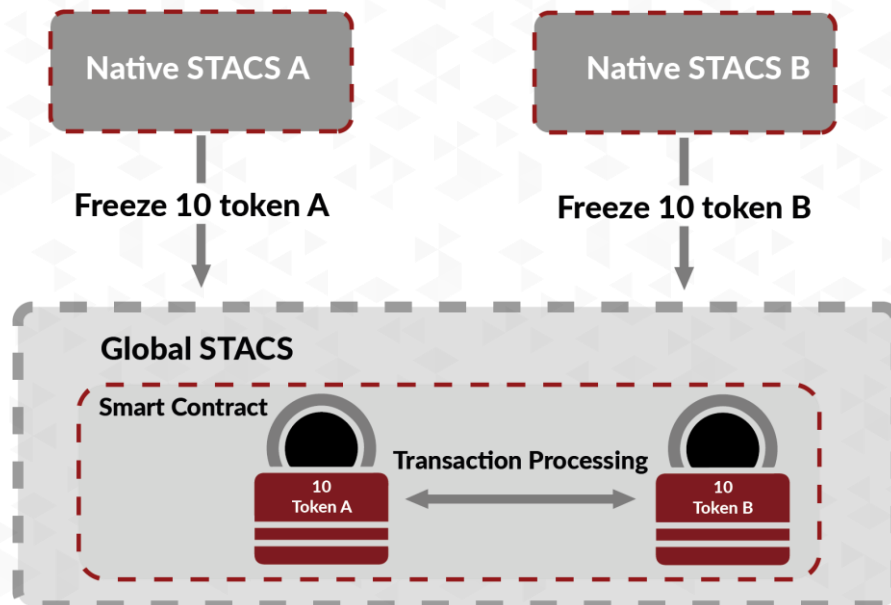 Native STACS A
Native STACS B
Freeze 10 token A
Freeze 10 token B
Global STACS
Smart Contract
Transaction Processing
10
Token A
10
Token B